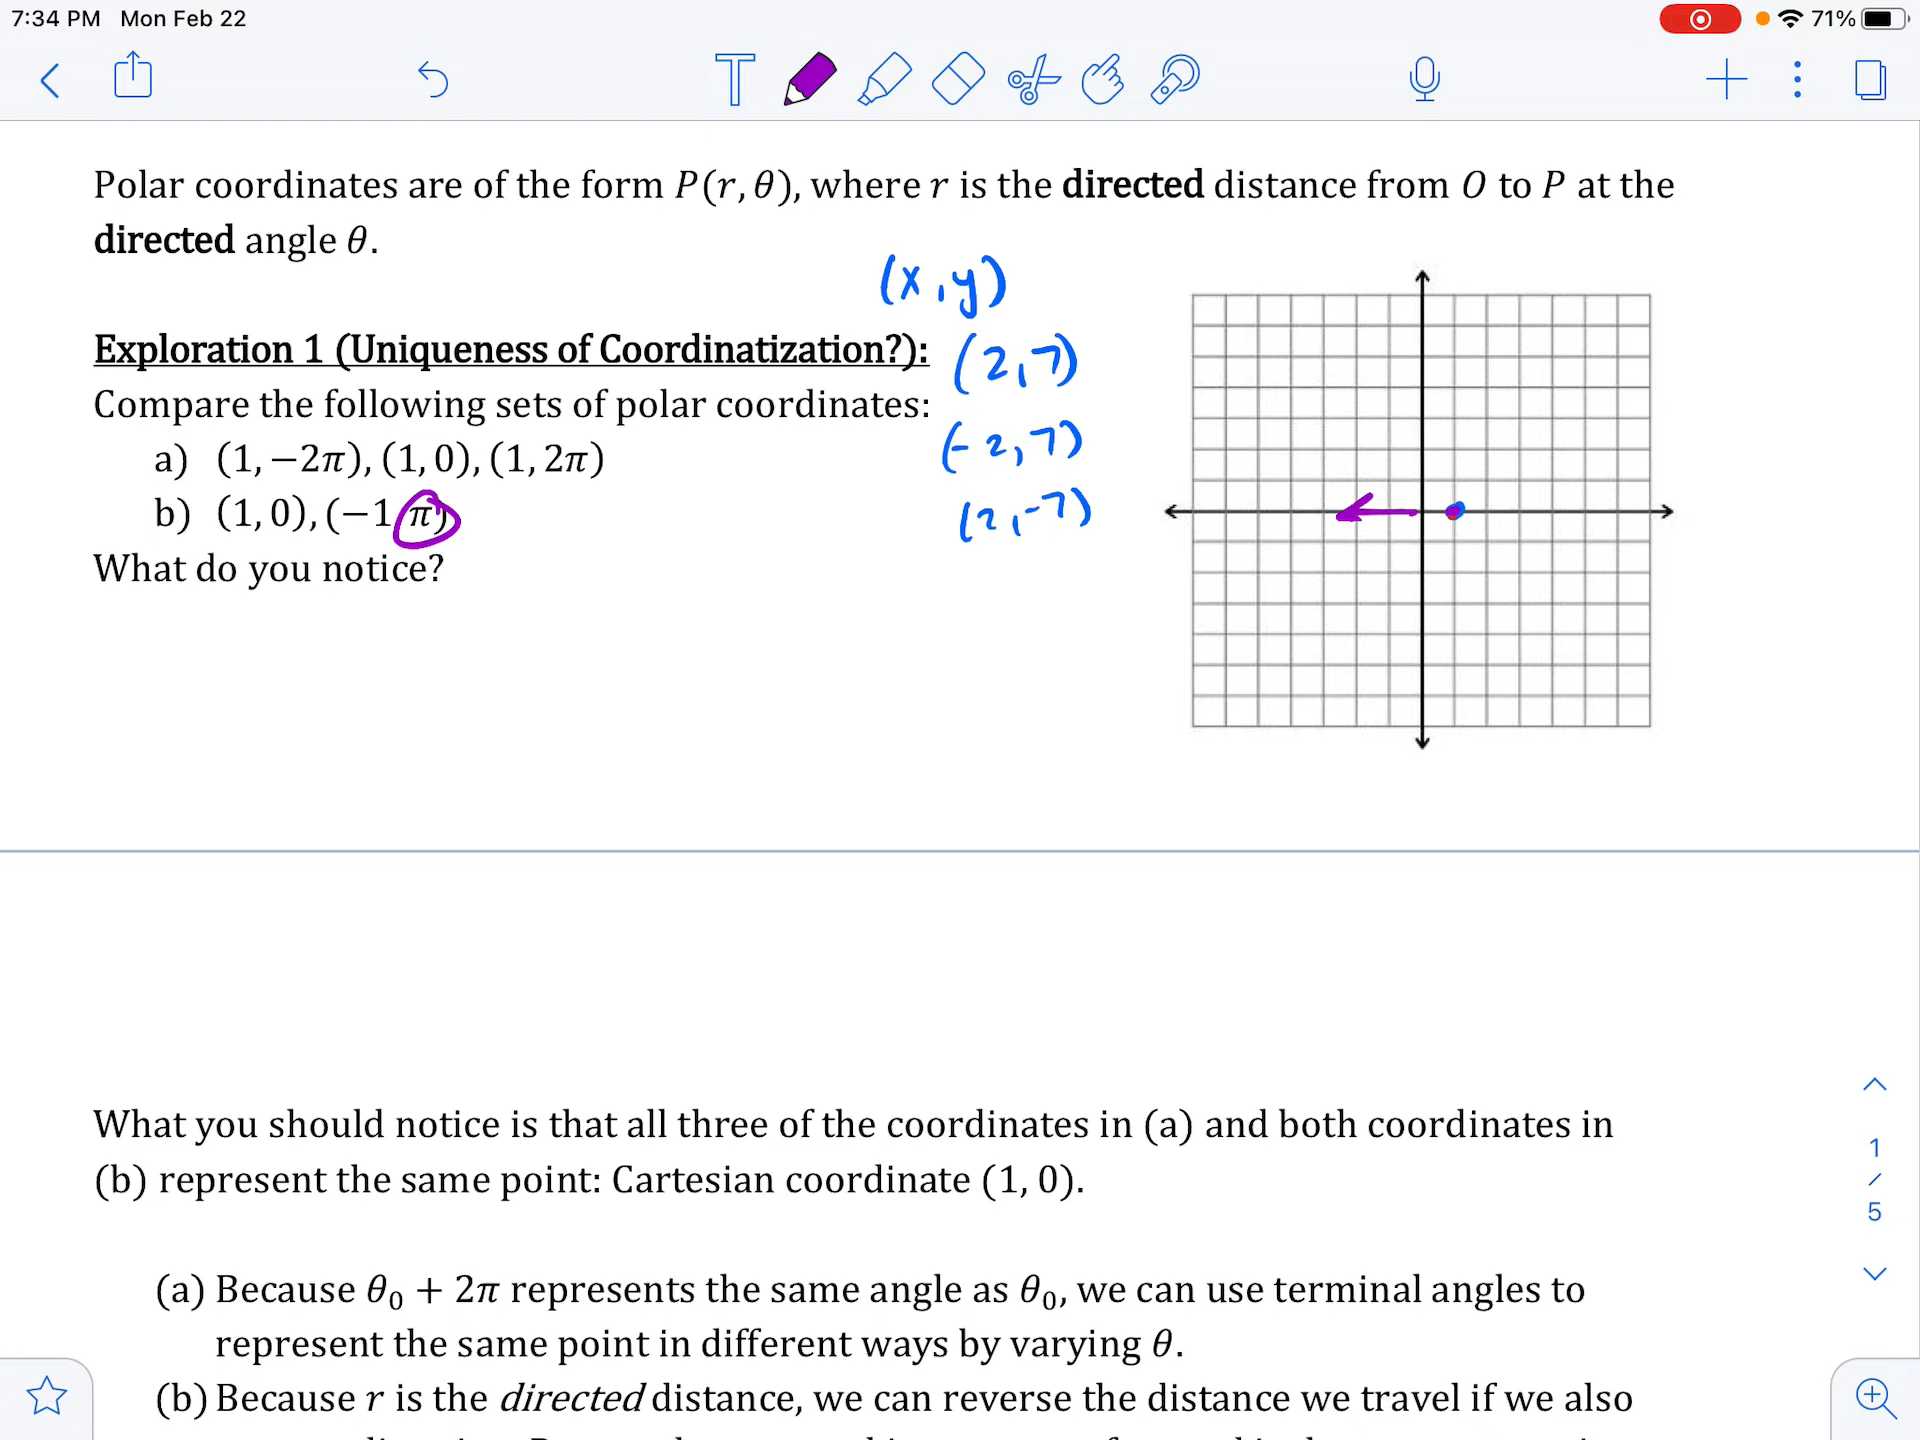 7:34 PM Mon Feb 22
71%
Polar coordinates are of the form P(r, θ), where r is the directed distance from O to P at the
directed angle θ.
(x,y)
Exploration 1 (Uniqueness of Coordinatization?):
(2,7)
Compare the following sets of polar coordinates:
(-2,7)
a) (1, −2π), (1, 0), (1, 2π)
b) (1, 0), (−1, π)
(2,-7)
What do you notice?
What you should notice is that all three of the coordinates in (a) and both coordinates in
(b) represent the same point: Cartesian coordinate (1, 0).
1
/
5
(a) Because θ₀ + 2π represents the same angle as θ₀, we can use terminal angles to
represent the same point in different ways by varying θ.
(b) Because r is the directed distance, we can reverse the distance we travel if we also